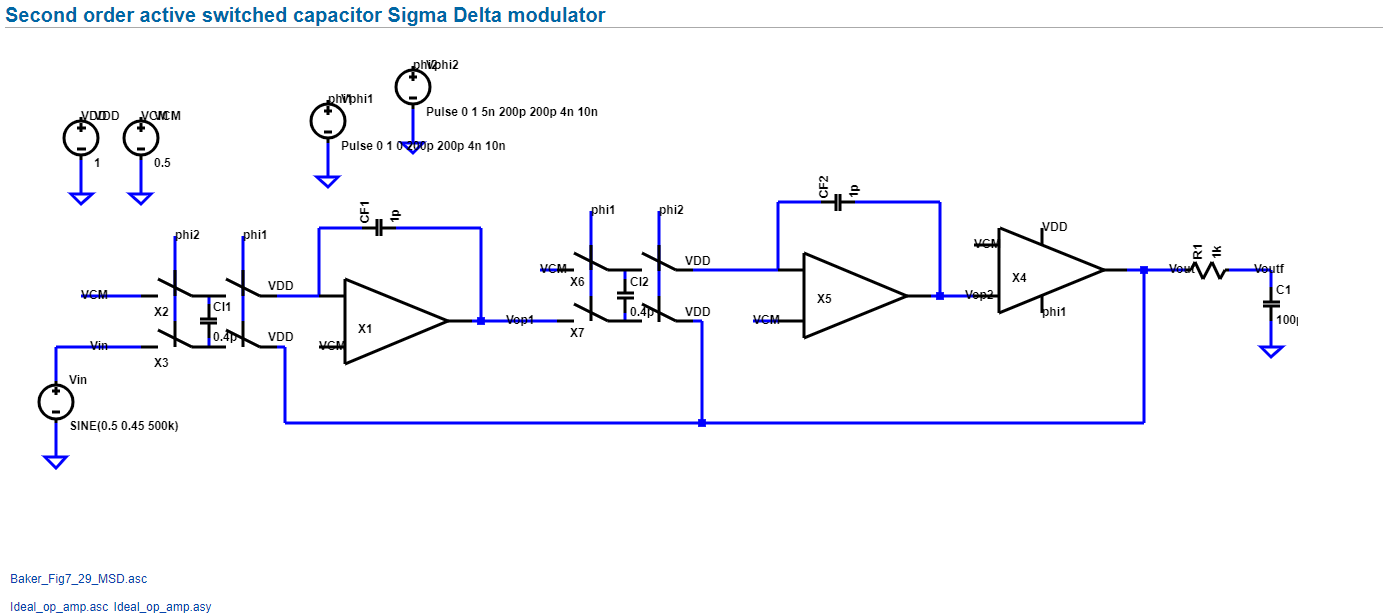 Second order active switched capacitor Sigma Delta modulator
phi2 Vphi2
phi1 Vphi1
Pulse 0 1 5n 200p 200p 4n 10n
VDD VDD
VCM VCM
Pulse 0 1 0 200p 200p 4n 10n
1
0.5
CF1
1p
CF2
1p
phi2
phi1
phi1
phi2
VDD
VCM
R1
1k
VCM
VDD
VCM
VDD
Vout
Voutf
X2
CI1
X6
CI2
X5
X4
C1
VDD
Vop2
0.4p
X1
Vop1
0.4p
VDD
phi1
100p
X7
VCM
Vin
VDD
VCM
X3
Vin
SINE(0.5 0.45 500k)
Baker_Fig7_29_MSD.asc
Ideal_op_amp.asc Ideal_op_amp.asy